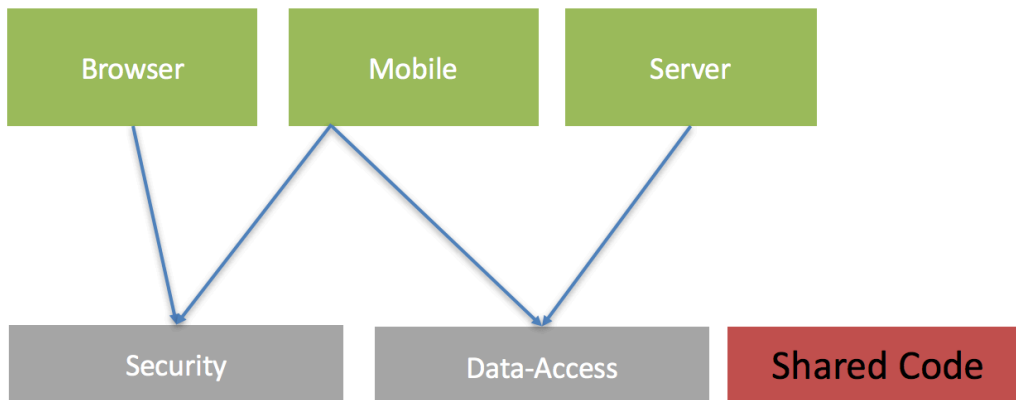 Browser
Mobile
Server
Security
Data-Access
Shared Code